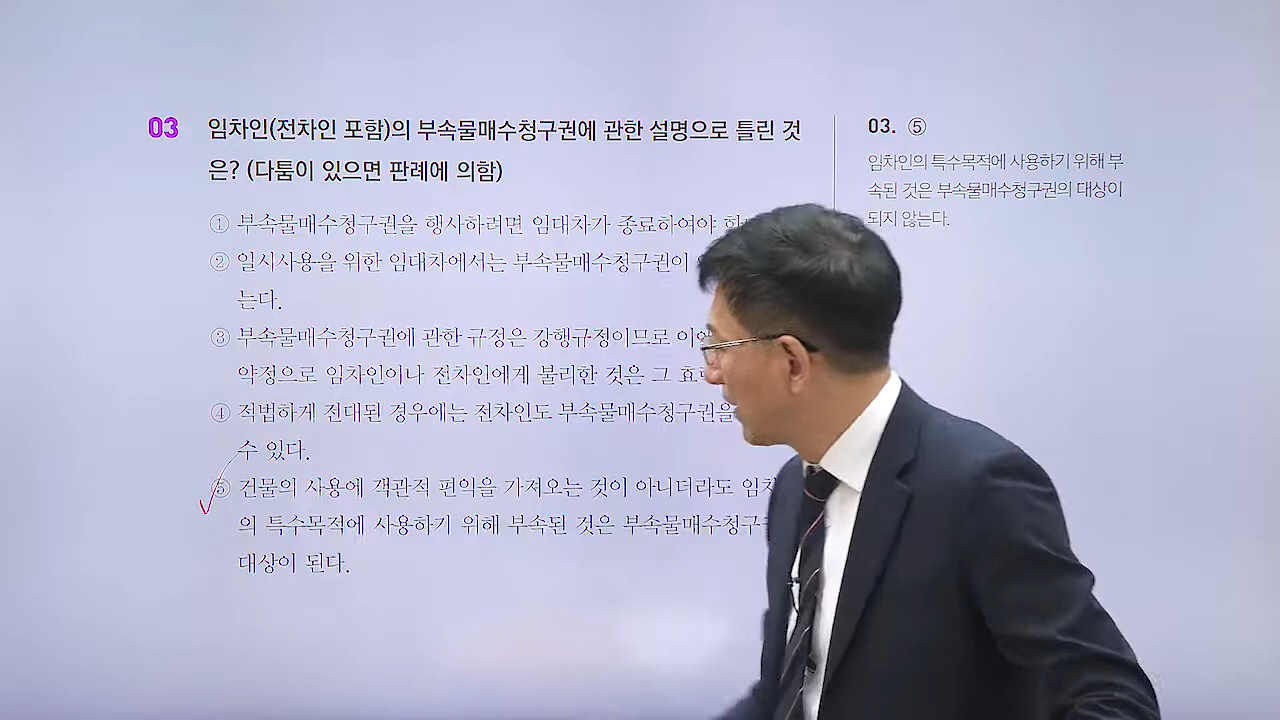 03 임차인(전차인 포함)의 부속물매수청구권에 관한 설명으로 틀린 것
은? (다툼이 있으면 판례에 의함)
① 부속물매수청구권을 행사하려면 임대차가 종료하여야
② 일시사용을 위한 임대차에서는 부속물매수청구권이
는다.
③ 부속물매수청구권에 관한 규정은 강행규정이므로
약정으로 임차인이나 전차인에게 불리한 것은 그
④ 적법하게 전대된 경우에는 전차인도 부속물매수청구권을
수 있다.
⑤ 건물의 사용에 객관적 편익을 가져오는 것이 아니더라도
의 특수목적에 사용하기 위해 부속된 것은
대상이 된다.
03. ⑤
임차인의 특수목적에 사용하기 위해 부
속된 것은 부속물매수청구권의 대상이
되지 않는다.